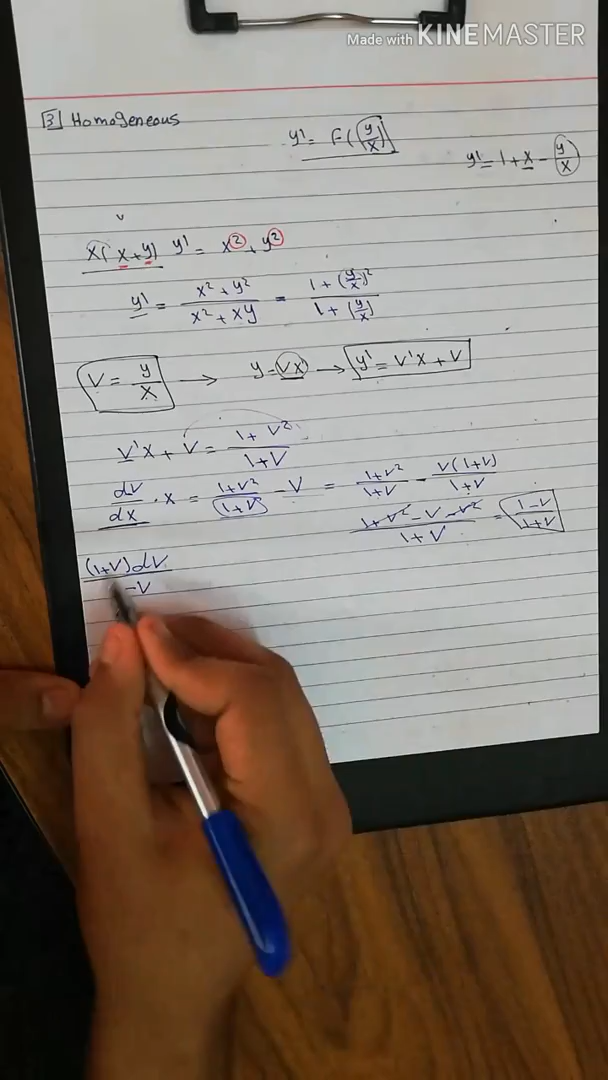 Made with KINEMASTER
[3] Homogeneous
y' = F(y/x)
y' = 1 + x - y/x
v
x(x+y) y' = x² + y²
y' = (x² + y²)/(x² + xy) = (1 + (y/x)²)/(1 + (y/x))
V = y/x → y = vx → y' = v'x + v
v'x + v = (1 + v²)/(1+v)
dv/dx · x = (1+v²)/(1+v) - v = (1+v²)/(1+v) - v(1+v)/(1+v)
(1+v² - v - v²)/(1+v) = (1-v)/(1+v)
(1+v)dv
-v